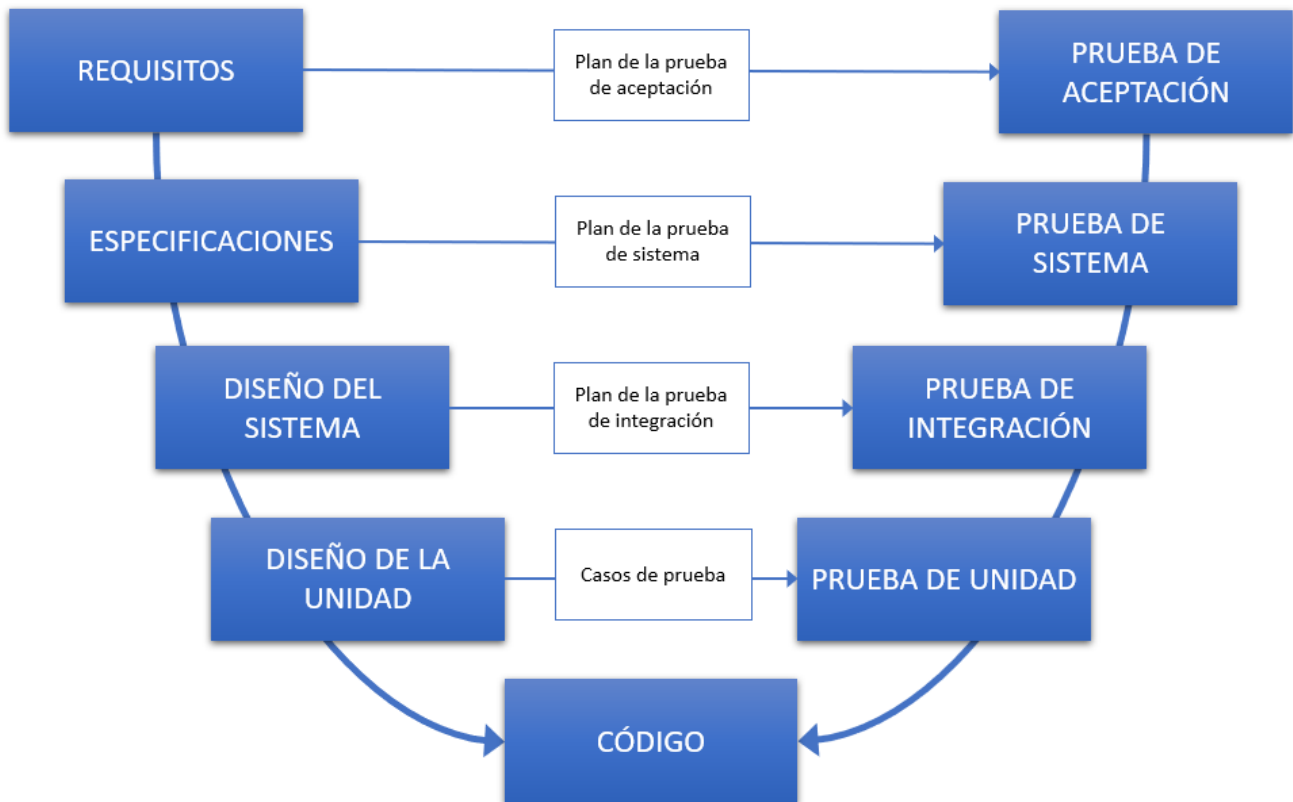 REQUISITOS
Plan de la prueba
de aceptación
PRUEBA DE
ACEPTACIÓN
ESPECIFICACIONES
Plan de la prueba
de sistema
PRUEBA DE
SISTEMA
DISEÑO DEL
SISTEMA
Plan de la prueba
de integración
PRUEBA DE
INTEGRACIÓN
DISEÑO DE LA
UNIDAD
Casos de prueba
PRUEBA DE UNIDAD
CÓDIGO